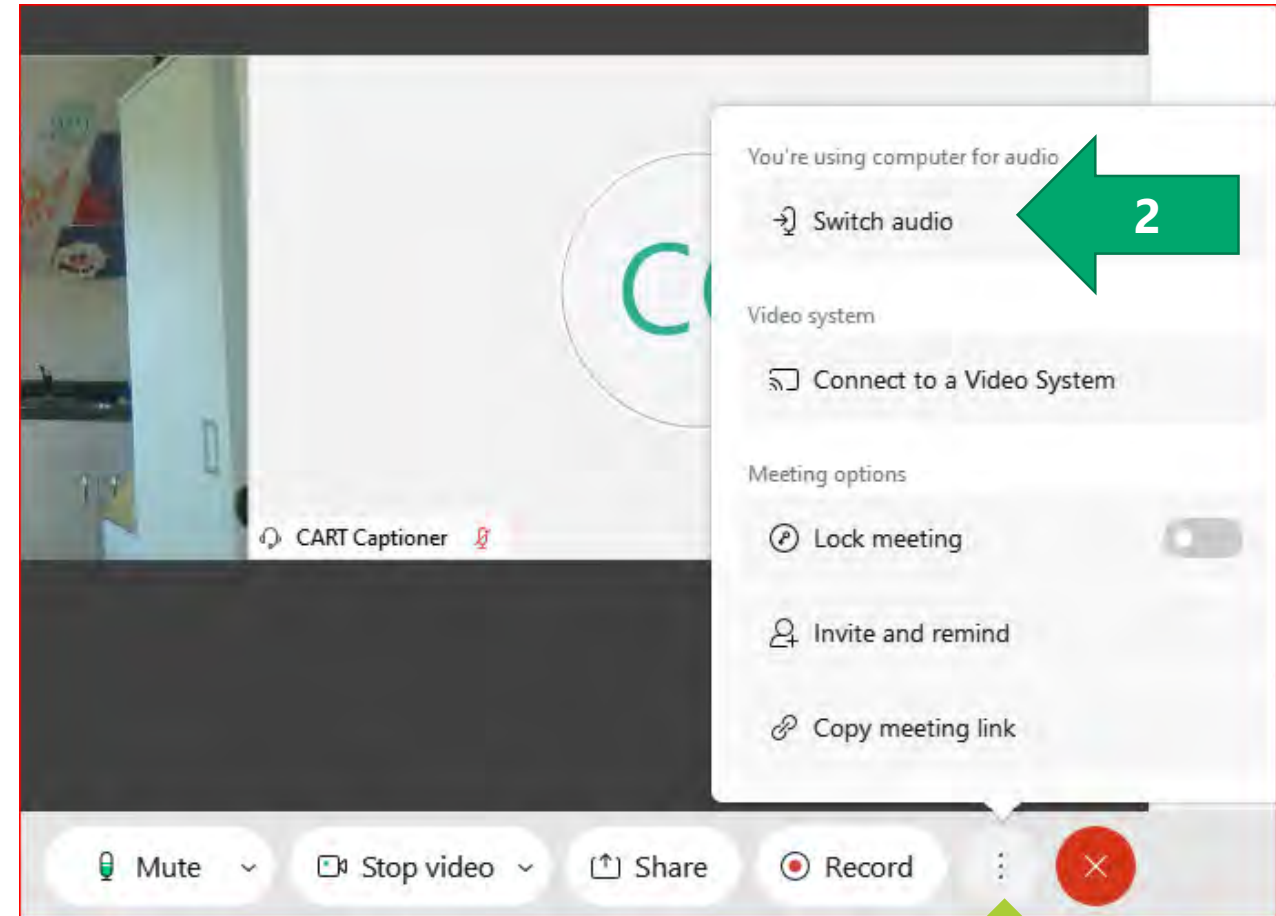 You're using computer for audio
Switch audio
2
Video system
Connect to a Video System
Meeting options
Lock meeting
Invite and remind
Copy meeting link
CART Captioner
Mute
Stop video
Share
Record